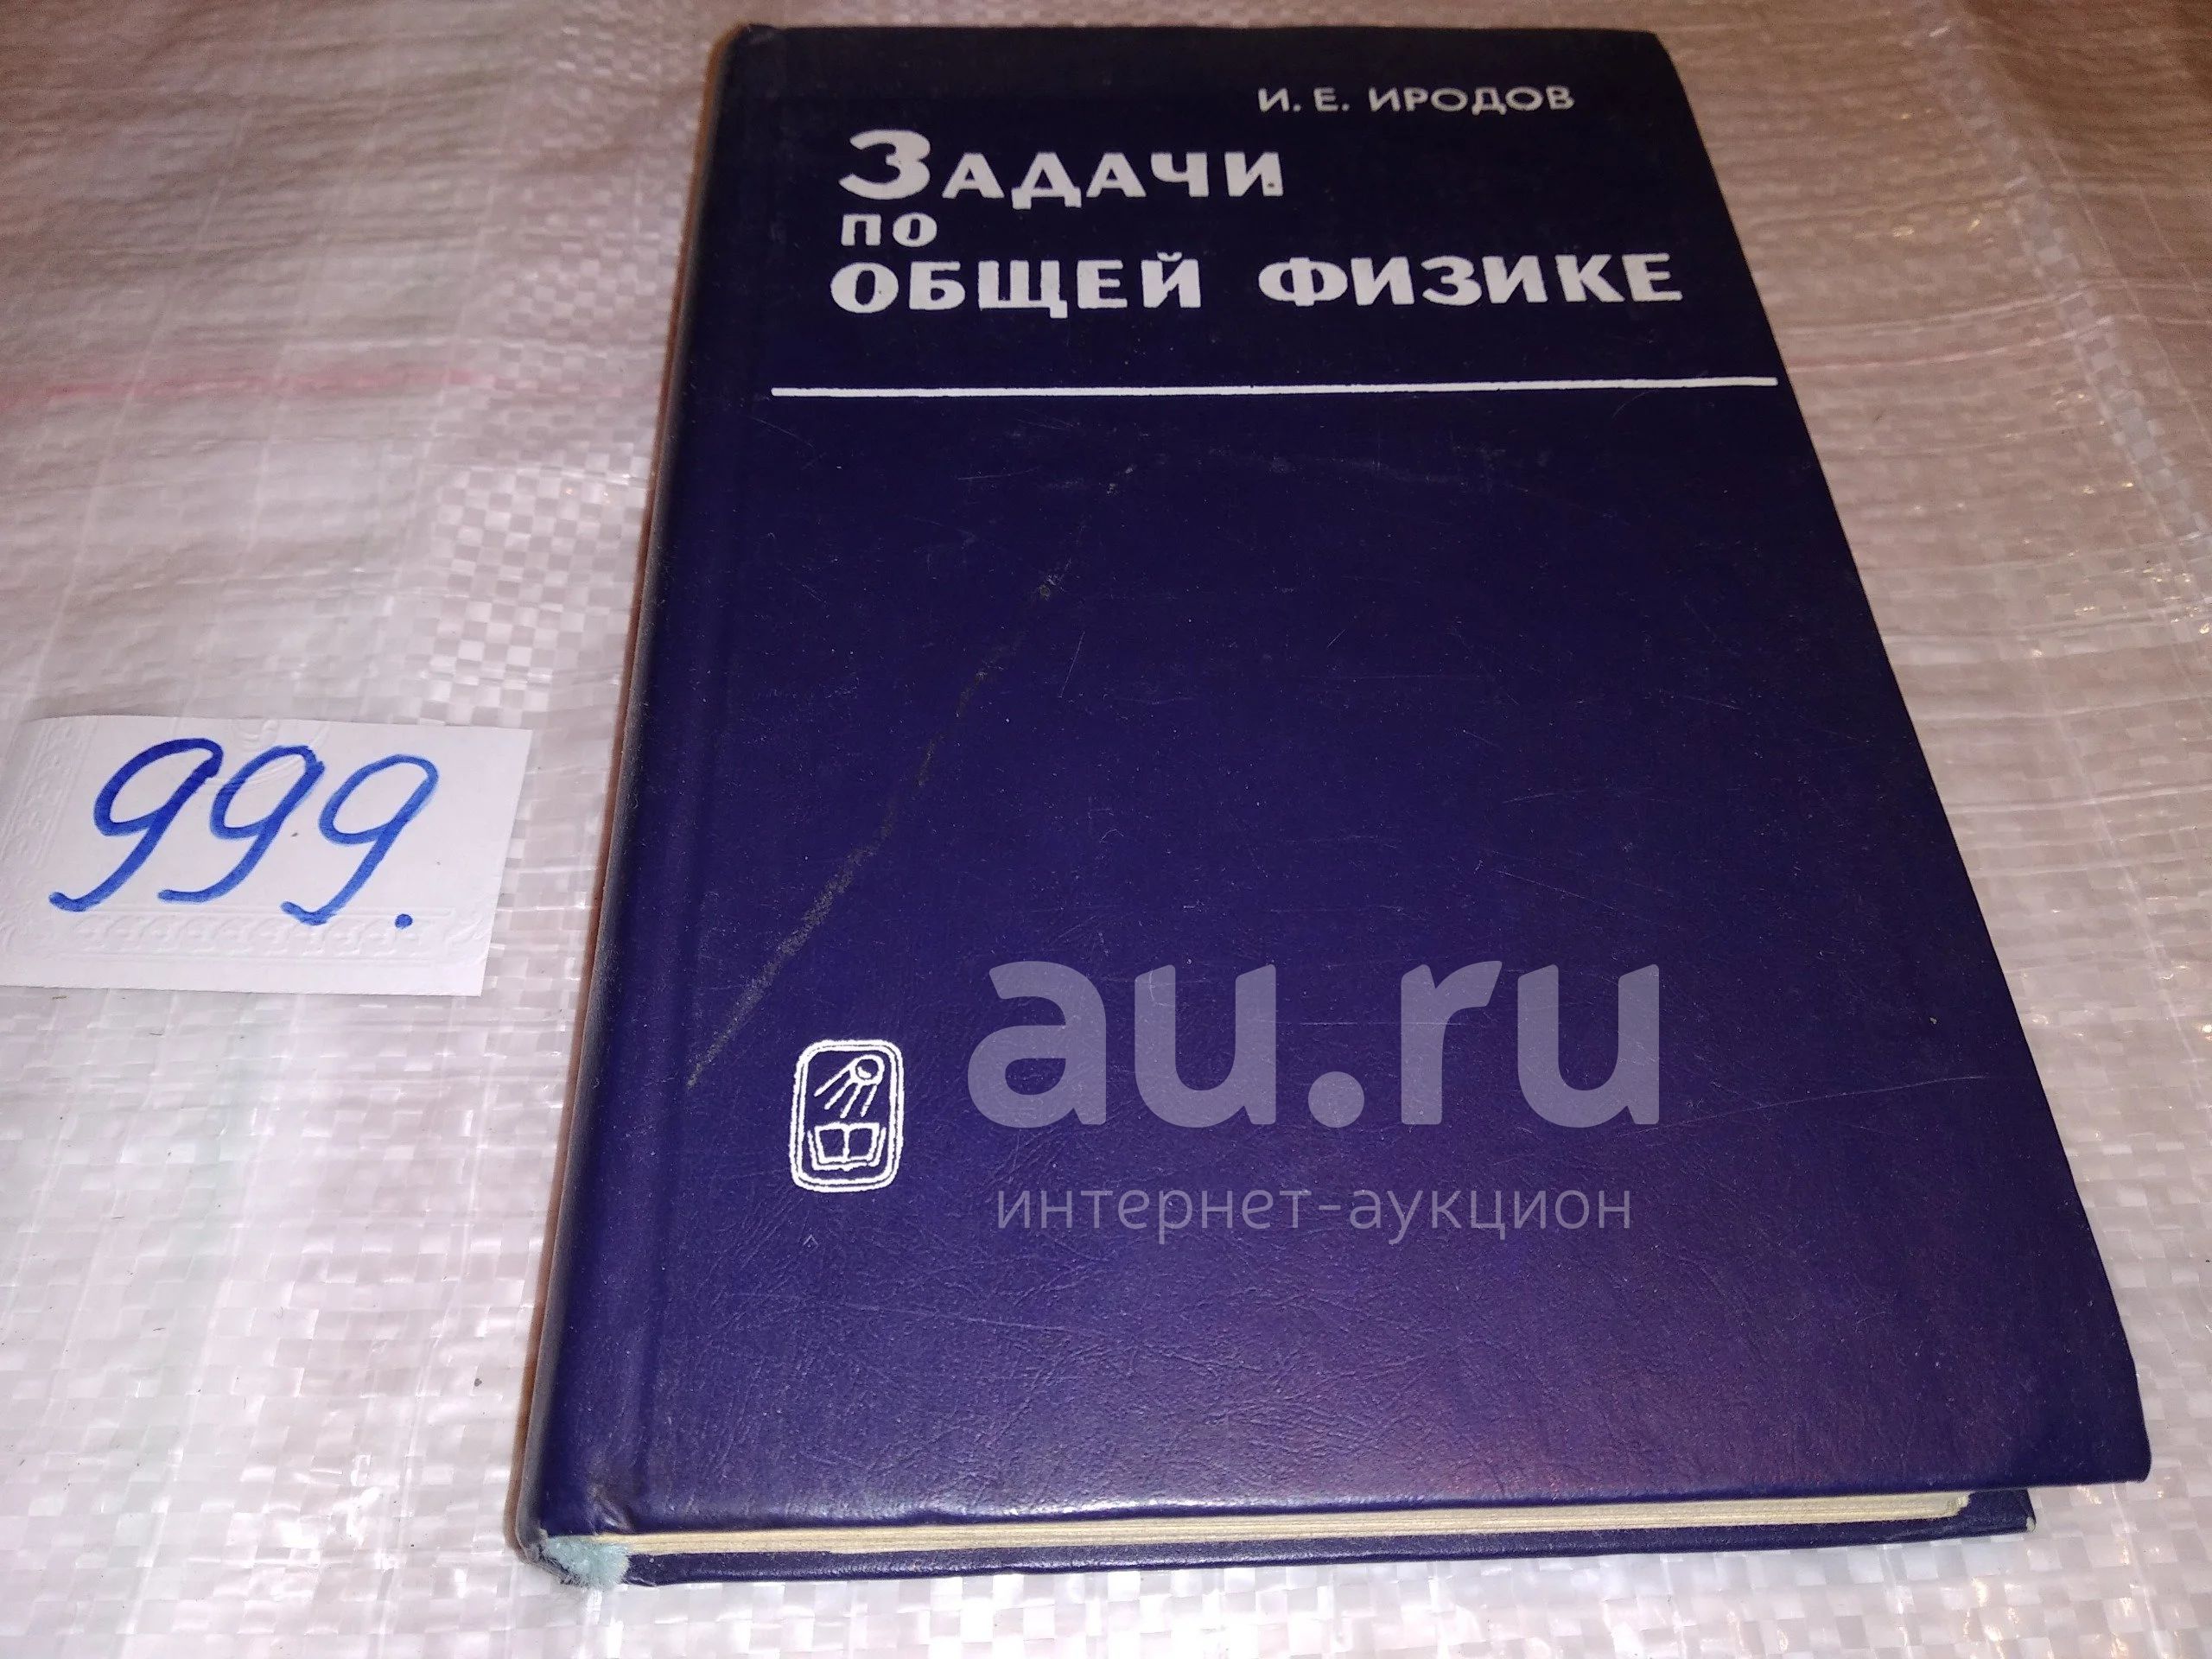 И. Е. ИРОДОВ
ЗАДАЧИ
ПО
ОБЩЕЙ ФИЗИКЕ
999.
au.ru
интернет-аукцион